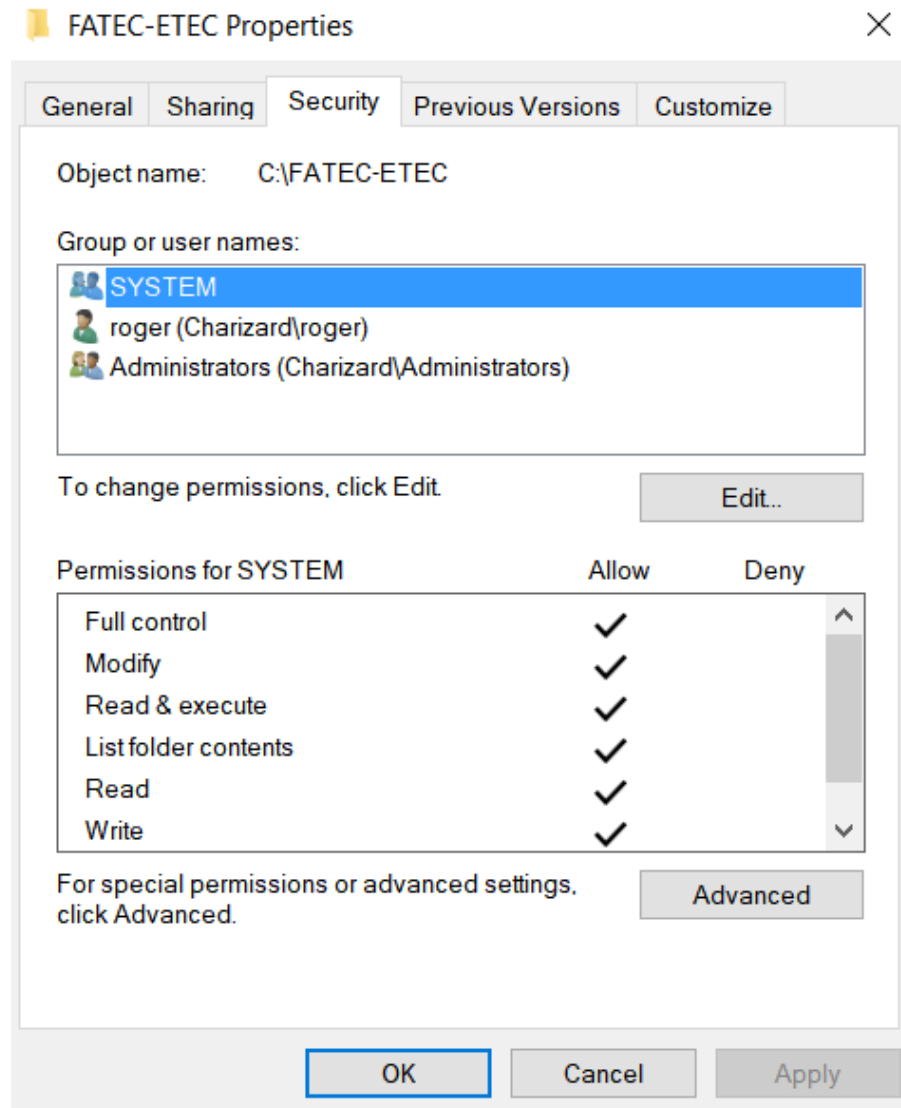 FATEC-ETEC Properties
General Sharing Security Previous Versions Customize
Object name: C:\FATEC-ETEC
Group or user names:
SYSTEM
roger (Charizard\roger)
Administrators (Charizard\Administrators)
To change permissions, click Edit.
Edit...
Permissions for SYSTEM Allow Deny
Full control
Modify
Read & execute
List folder contents
Read
Write
For special permissions or advanced settings,
click Advanced.
Advanced
OK Cancel Apply